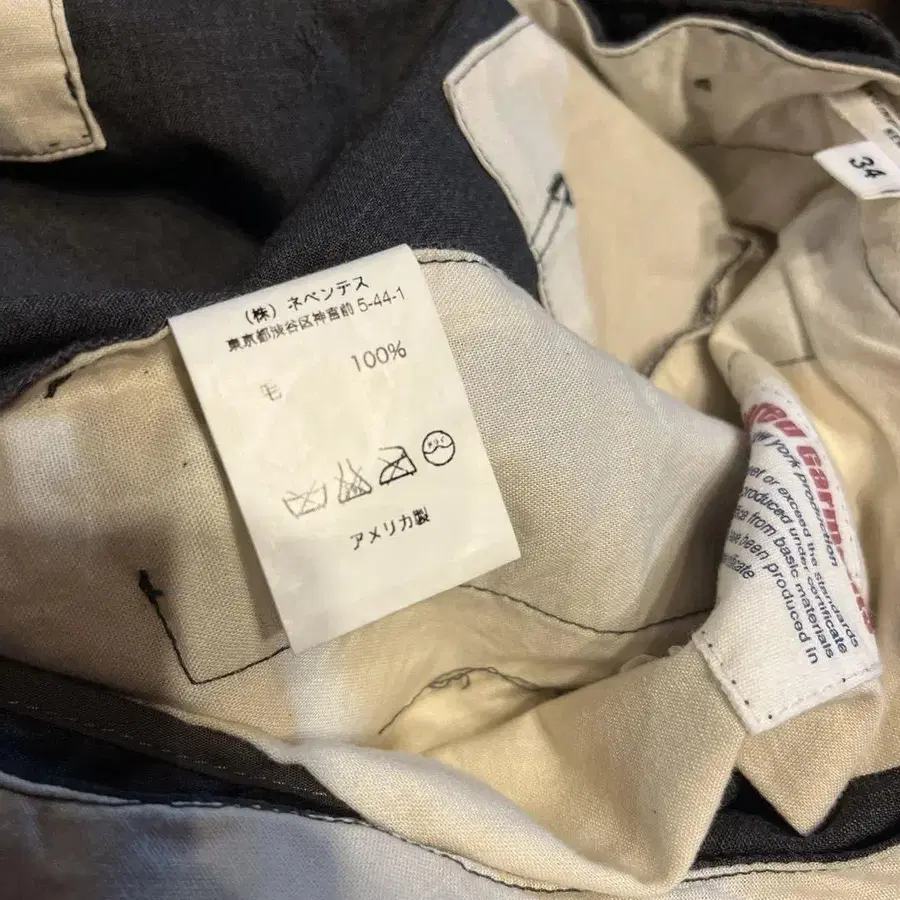 (株) ネペンテス
東京都渋谷区神宮前 5-44-1
毛 100%
アメリカ製
34
york production
or exceed the standards
produced under certificate
from basic materials
been produced in